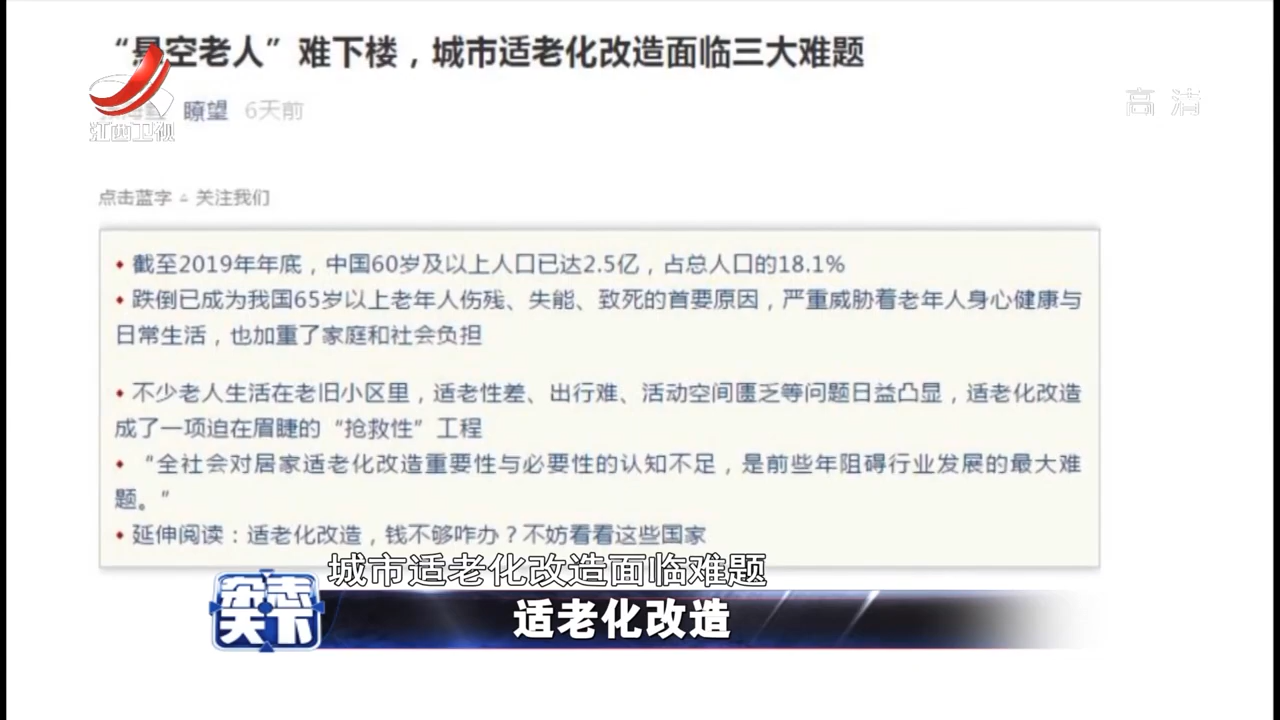 “悬空老人”难下楼，城市适老化改造面临三大难题
瞭望 6天前
江西卫视
高清
点击蓝字 关注我们
• 截至2019年年底，中国60岁及以上人口已达2.5亿，占总人口的18.1%
• 跌倒已成为我国65岁以上老年人伤残、失能、致死的首要原因，严重威胁着老年人身心健康与
日常生活，也加重了家庭和社会负担
• 不少老人生活在老旧小区里，适老性差、出行难、活动空间匮乏等问题日益凸显，适老化改造
成了一项迫在眉睫的“抢救性”工程
• “全社会对居家适老化改造重要性与必要性的认知不足，是前些年阻碍行业发展的最大难
题。”
• 延伸阅读：适老化改造，钱不够咋办？不妨看看这些国家
城市适老化改造面临难题
杂志天下
适老化改造